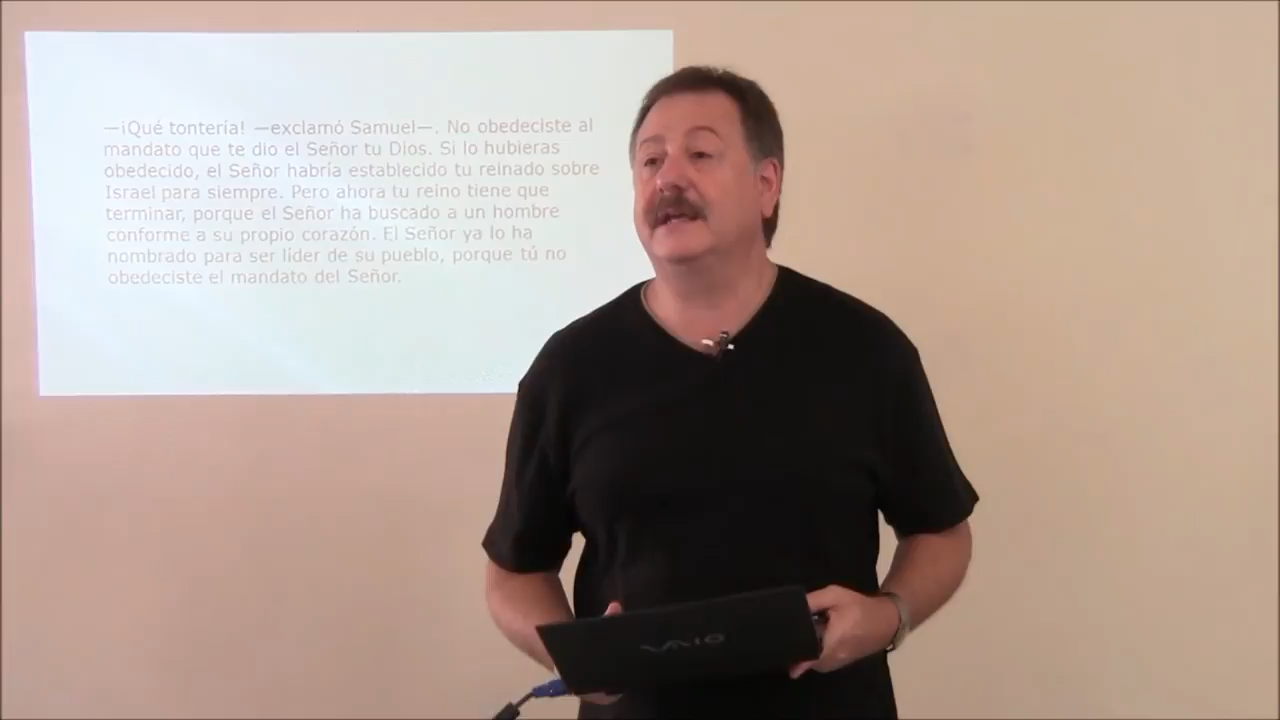 —¡Qué tontería! —exclamó Samuel—. No obedeciste al
mandato que te dio el Señor tu Dios. Si lo hubieras
obedecido, el Señor habría establecido tu reinado sobre
Israel para siempre. Pero ahora tu reino tiene que
terminar, porque el Señor ha buscado a un hombre
conforme a su propio corazón. El Señor ya lo ha
nombrado para ser líder de su pueblo, porque tú no
obedeciste el mandato del Señor.
VAIO